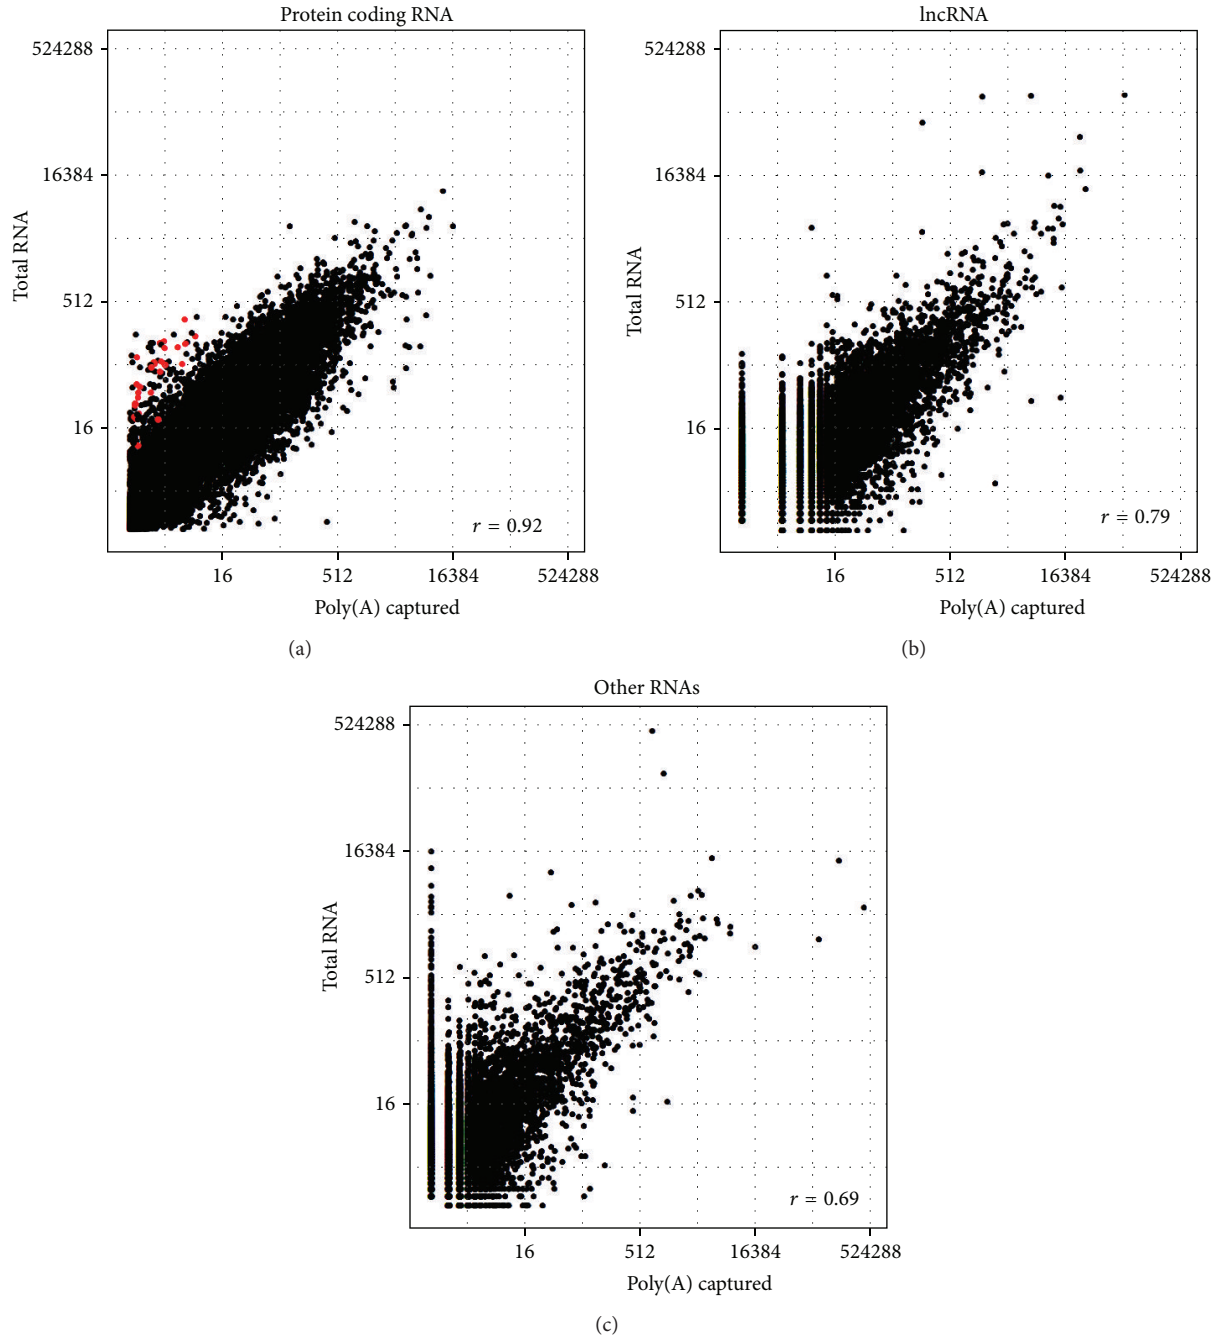 Protein coding RNA
524288
16384
512
16
Total RNA
r = 0.92
16 512 16384 524288
Poly(A) captured
(a)
lncRNA
524288
16384
512
16
Total RNA
r = 0.79
16 512 16384 524288
Poly(A) captured
(b)
Other RNAs
524288
16384
512
16
Total RNA
r = 0.69
16 512 16384 524288
Poly(A) captured
(c)